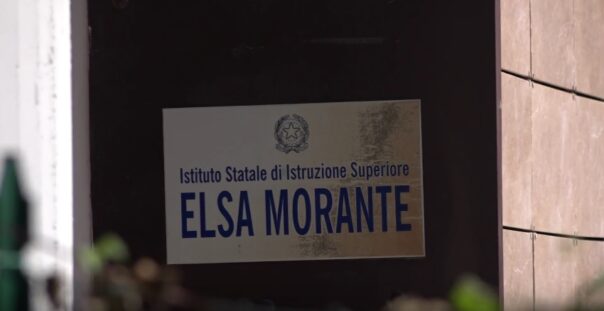 Istituto Statale di Istruzione Superiore
ELSA MORANTE